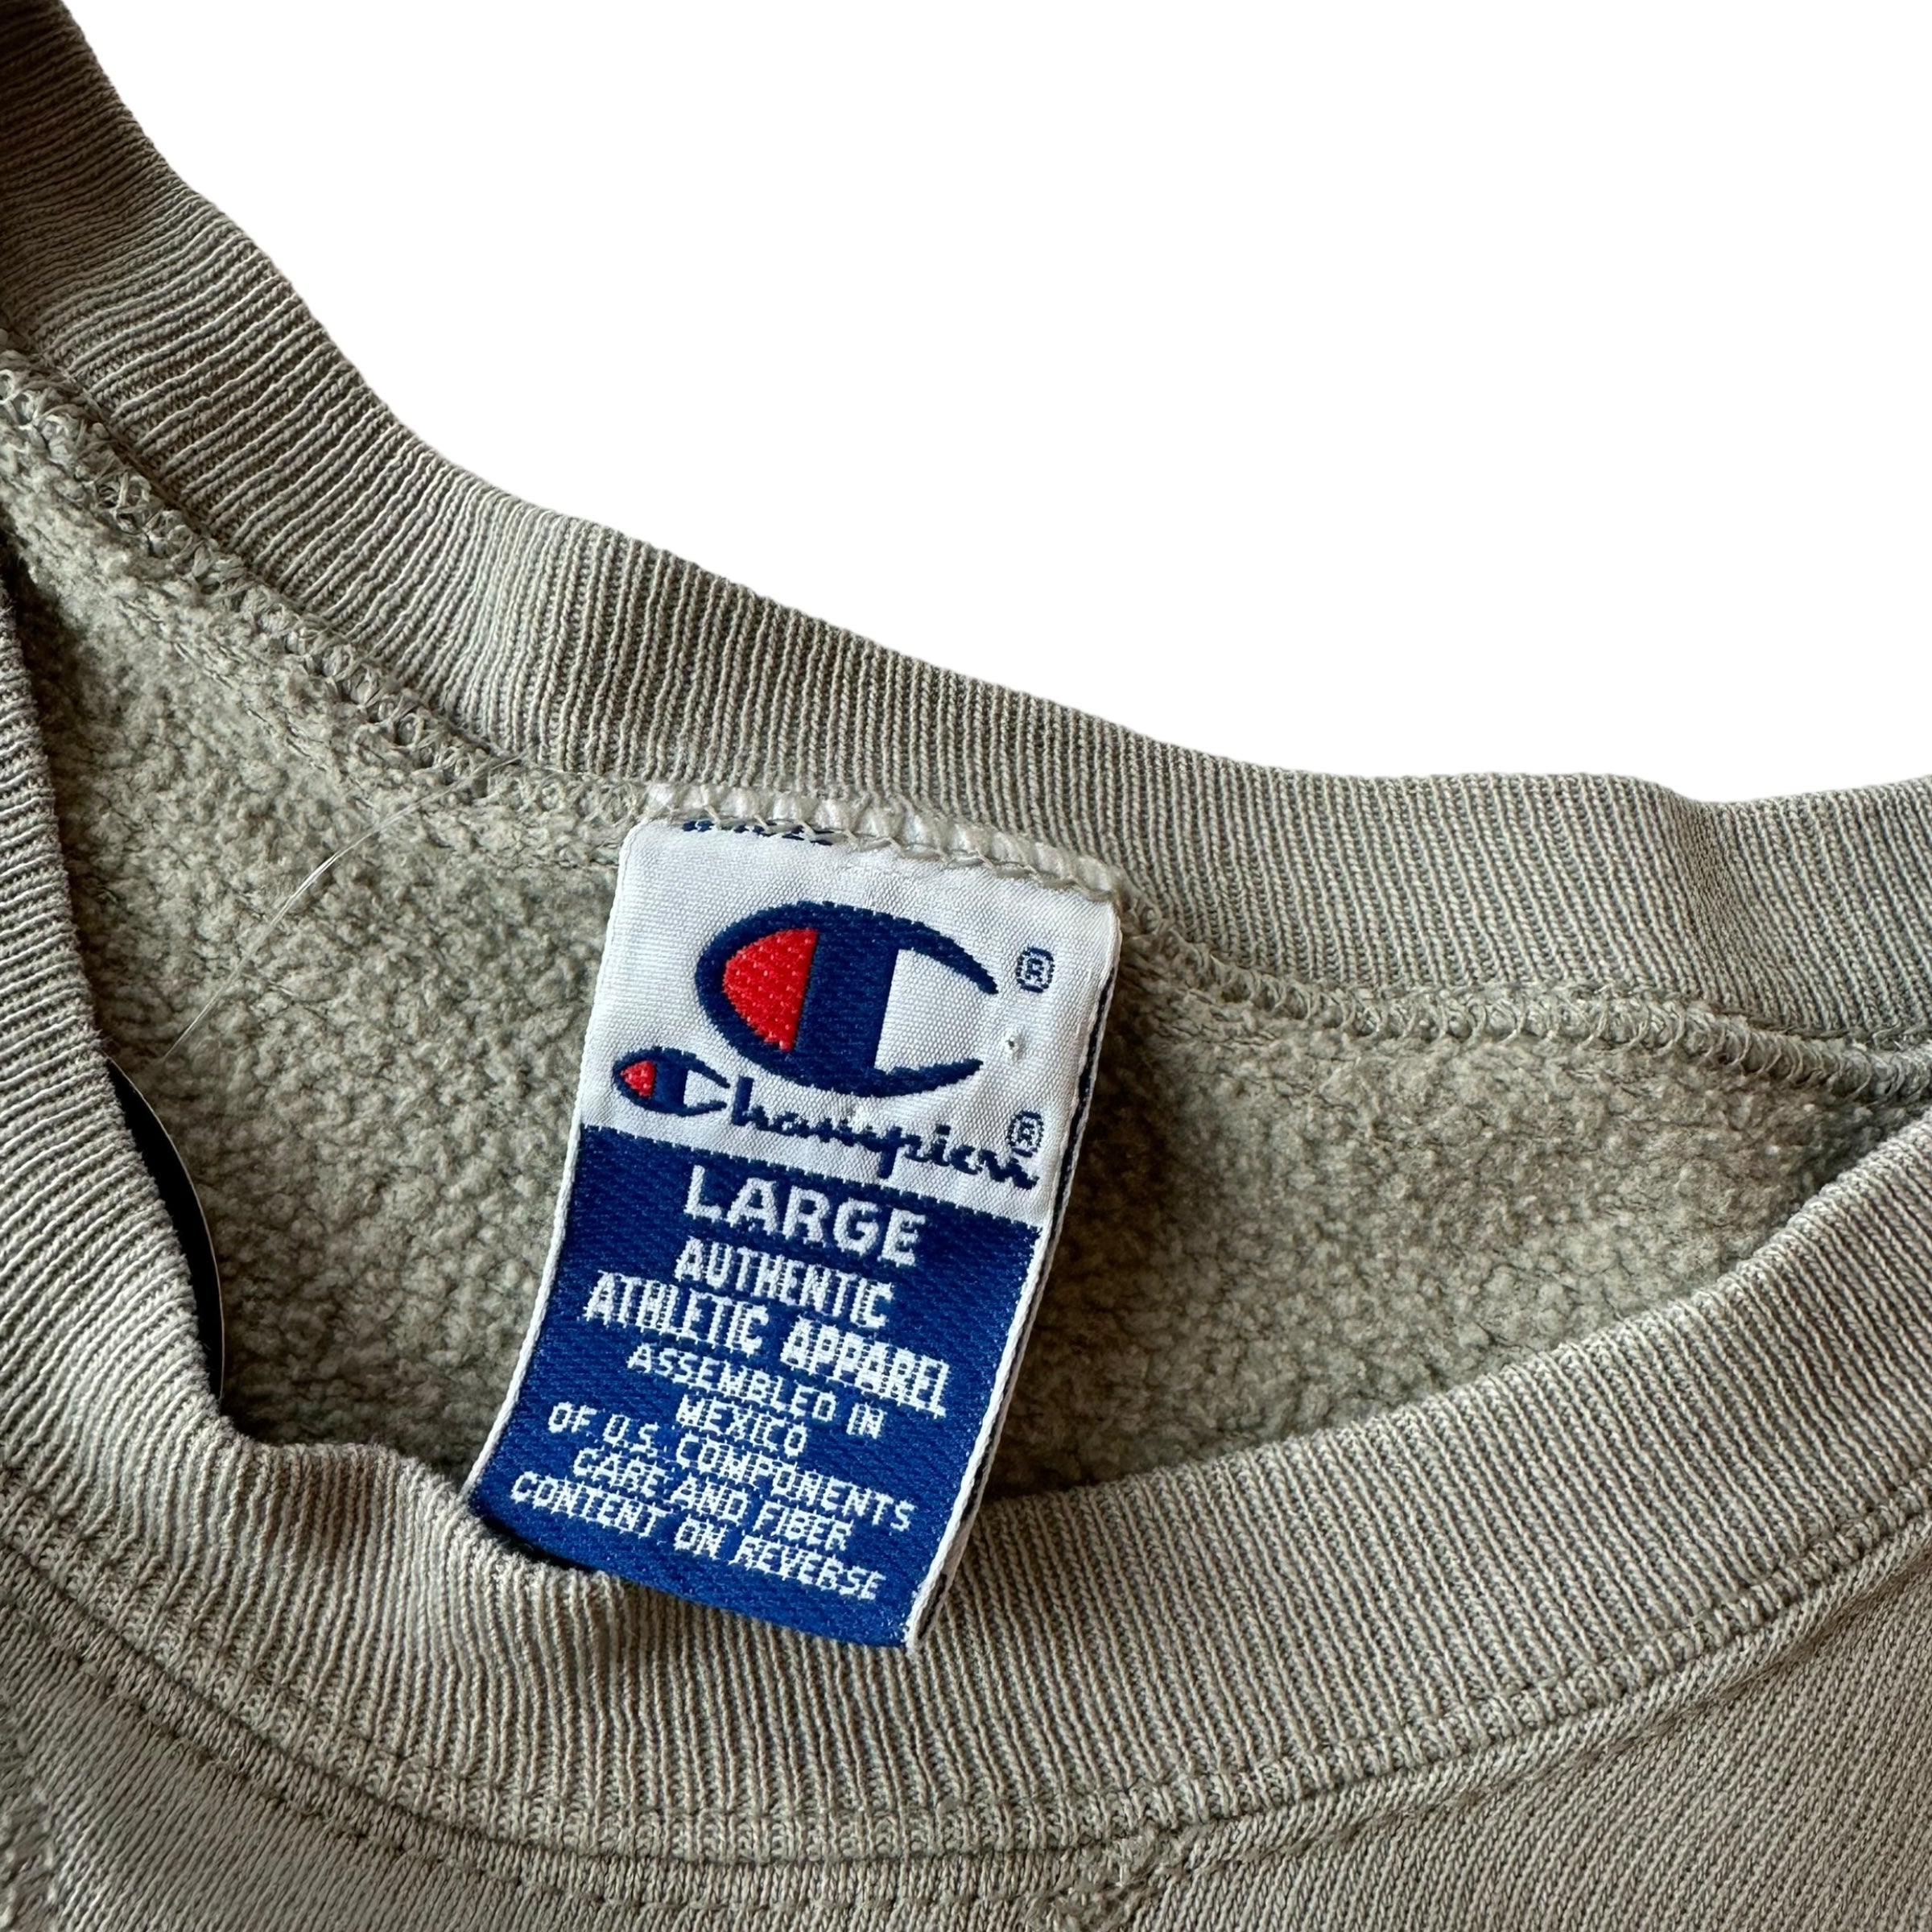 ®
Champion®
LARGE
AUTHENTIC
ATHLETIC APPAREL
ASSEMBLED IN
MEXICO
OF U.S. COMPONENTS
CARE AND FIBER
CONTENT ON REVERSE